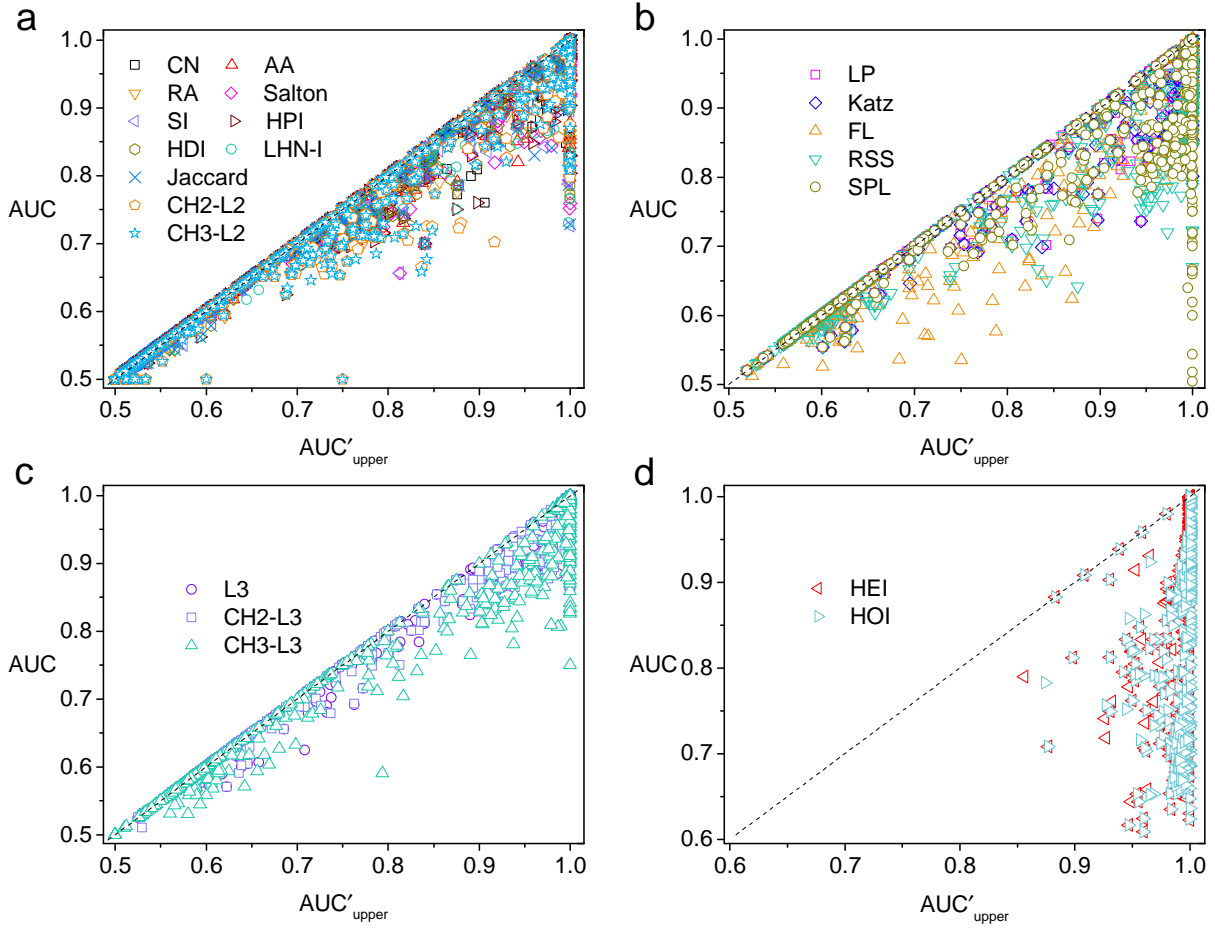 a
AUC
1.0
0.9
0.8
0.7
0.6
0.5
0.5 0.6 0.7 0.8 0.9 1.0
AUC′upper
CN AA
RA Salton
SI HPI
HDI LHN-I
Jaccard
CH2-L2
CH3-L2
b
AUC
1.0
0.9
0.8
0.7
0.6
0.5
0.5 0.6 0.7 0.8 0.9 1.0
AUC′upper
LP
Katz
FL
RSS
SPL
c
AUC
1.0
0.9
0.8
0.7
0.6
0.5
0.5 0.6 0.7 0.8 0.9 1.0
AUC′upper
L3
CH2-L3
CH3-L3
d
AUC
1.0
0.9
0.8
0.7
0.6
0.6 0.7 0.8 0.9 1.0
AUC′upper
HEI
HOI